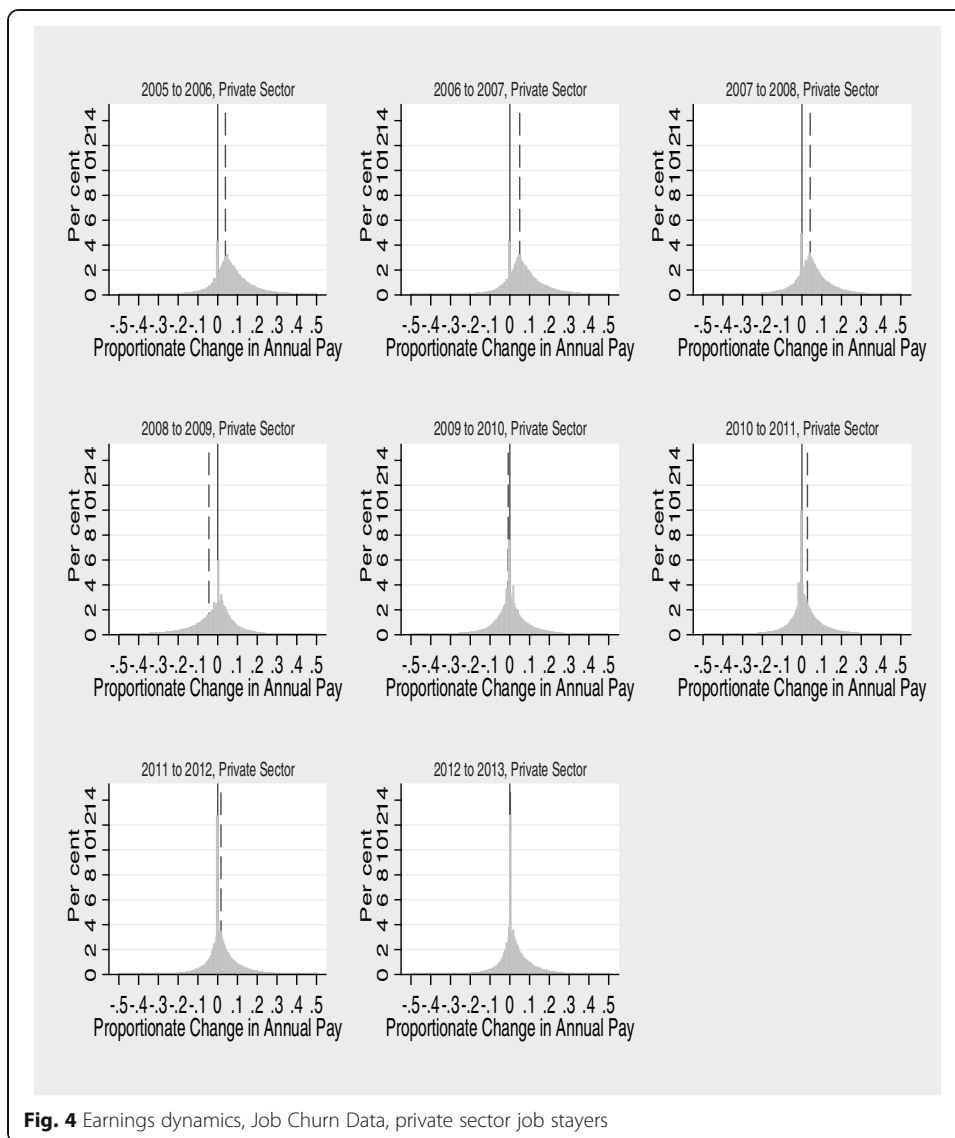 2005 to 2006, Private Sector
Per cent
0 2 4 6 8 10 12 14
-.5 -.4 -.3 -.2 -.1 0 .1 .2 .3 .4 .5
Proportionate Change in Annual Pay
2006 to 2007, Private Sector
Per cent
0 2 4 6 8 10 12 14
-.5 -.4 -.3 -.2 -.1 0 .1 .2 .3 .4 .5
Proportionate Change in Annual Pay
2007 to 2008, Private Sector
Per cent
0 2 4 6 8 10 12 14
-.5 -.4 -.3 -.2 -.1 0 .1 .2 .3 .4 .5
Proportionate Change in Annual Pay
2008 to 2009, Private Sector
Per cent
0 2 4 6 8 10 12 14
-.5 -.4 -.3 -.2 -.1 0 .1 .2 .3 .4 .5
Proportionate Change in Annual Pay
2009 to 2010, Private Sector
Per cent
0 2 4 6 8 10 12 14
-.5 -.4 -.3 -.2 -.1 0 .1 .2 .3 .4 .5
Proportionate Change in Annual Pay
2010 to 2011, Private Sector
Per cent
0 2 4 6 8 10 12 14
-.5 -.4 -.3 -.2 -.1 0 .1 .2 .3 .4 .5
Proportionate Change in Annual Pay
2011 to 2012, Private Sector
Per cent
0 2 4 6 8 10 12 14
-.5 -.4 -.3 -.2 -.1 0 .1 .2 .3 .4 .5
Proportionate Change in Annual Pay
2012 to 2013, Private Sector
Per cent
0 2 4 6 8 10 12 14
-.5 -.4 -.3 -.2 -.1 0 .1 .2 .3 .4 .5
Proportionate Change in Annual Pay
Fig. 4 Earnings dynamics, Job Churn Data, private sector job stayers